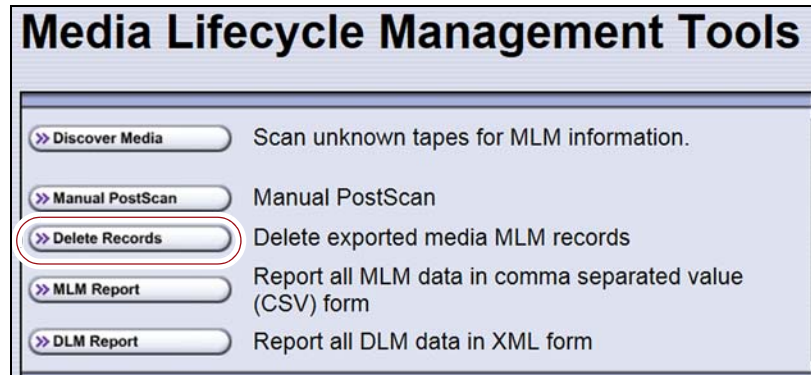 Media Lifecycle Management Tools
Discover Media Scan unknown tapes for MLM information.
Manual PostScan Manual PostScan
Delete Records Delete exported media MLM records
MLM Report Report all MLM data in comma separated value
(CSV) form
DLM Report Report all DLM data in XML form